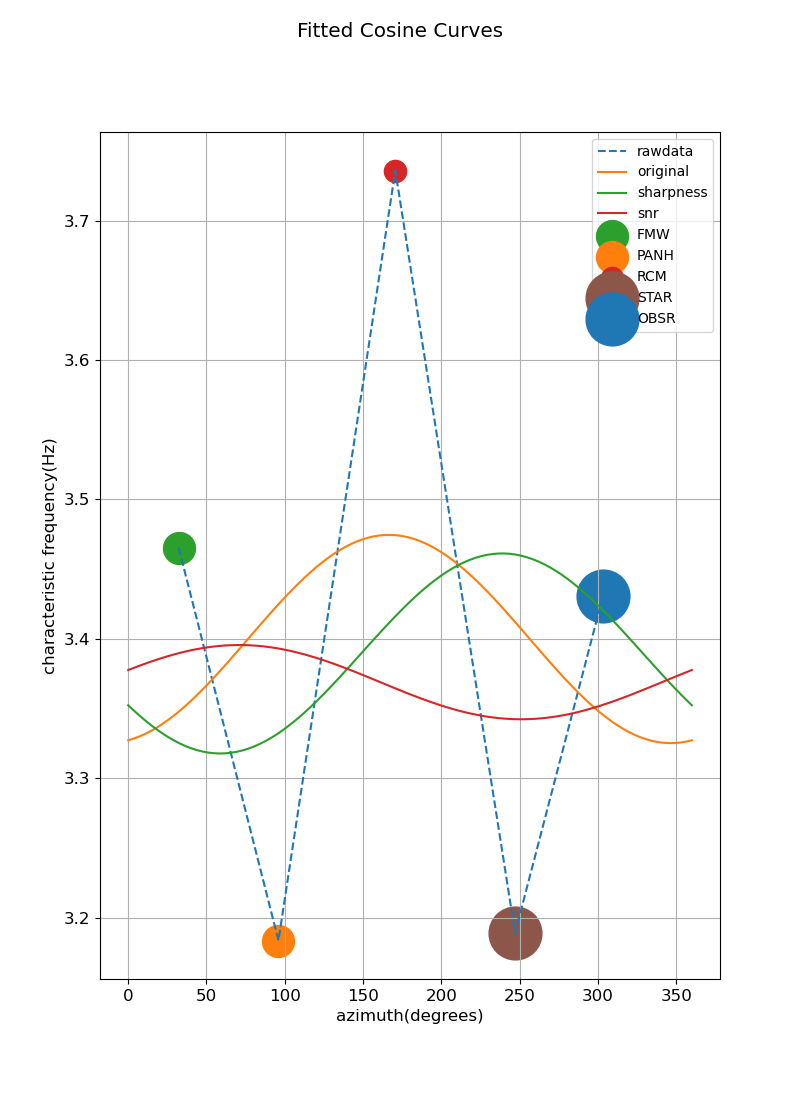 Fitted Cosine Curves
rawdata
original
sharpness
snr
FMW
PANH
RCM
STAR
OBSR
3.7
3.6
3.5
3.4
3.3
3.2
characteristic frequency(Hz)
0 50 100 150 200 250 300 350
azimuth(degrees)